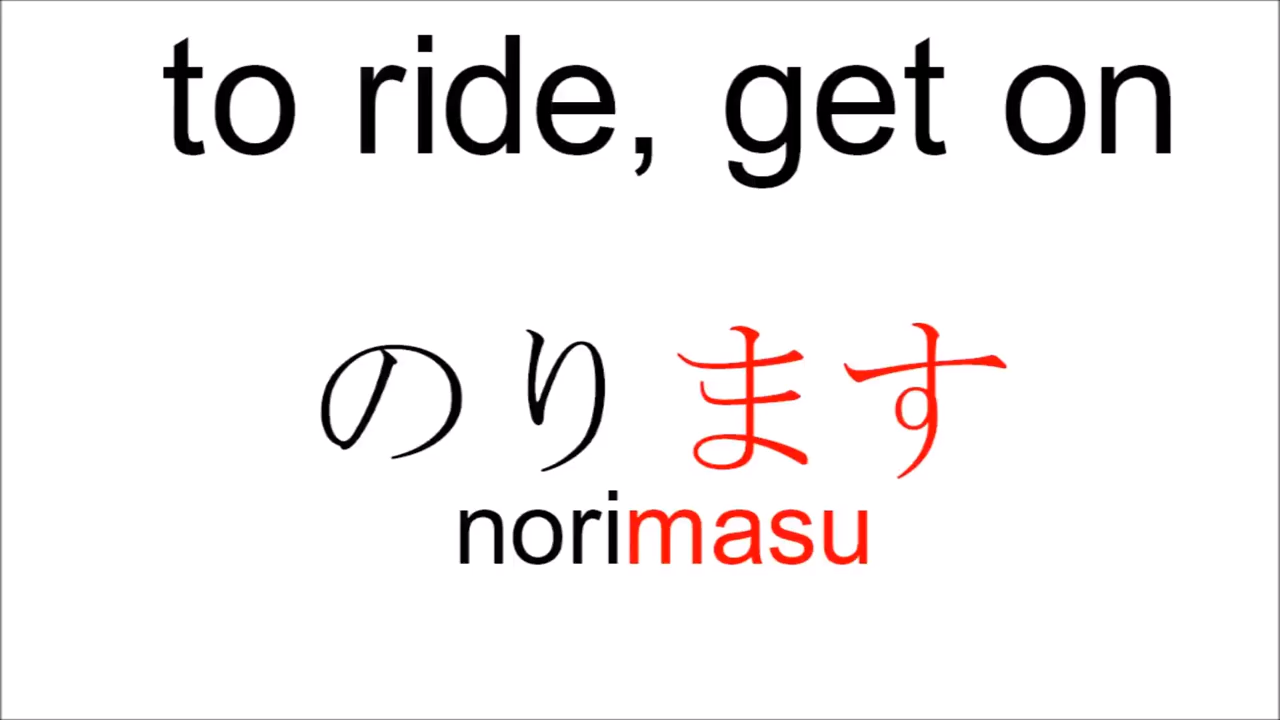 to ride, get on
のります
norimasu